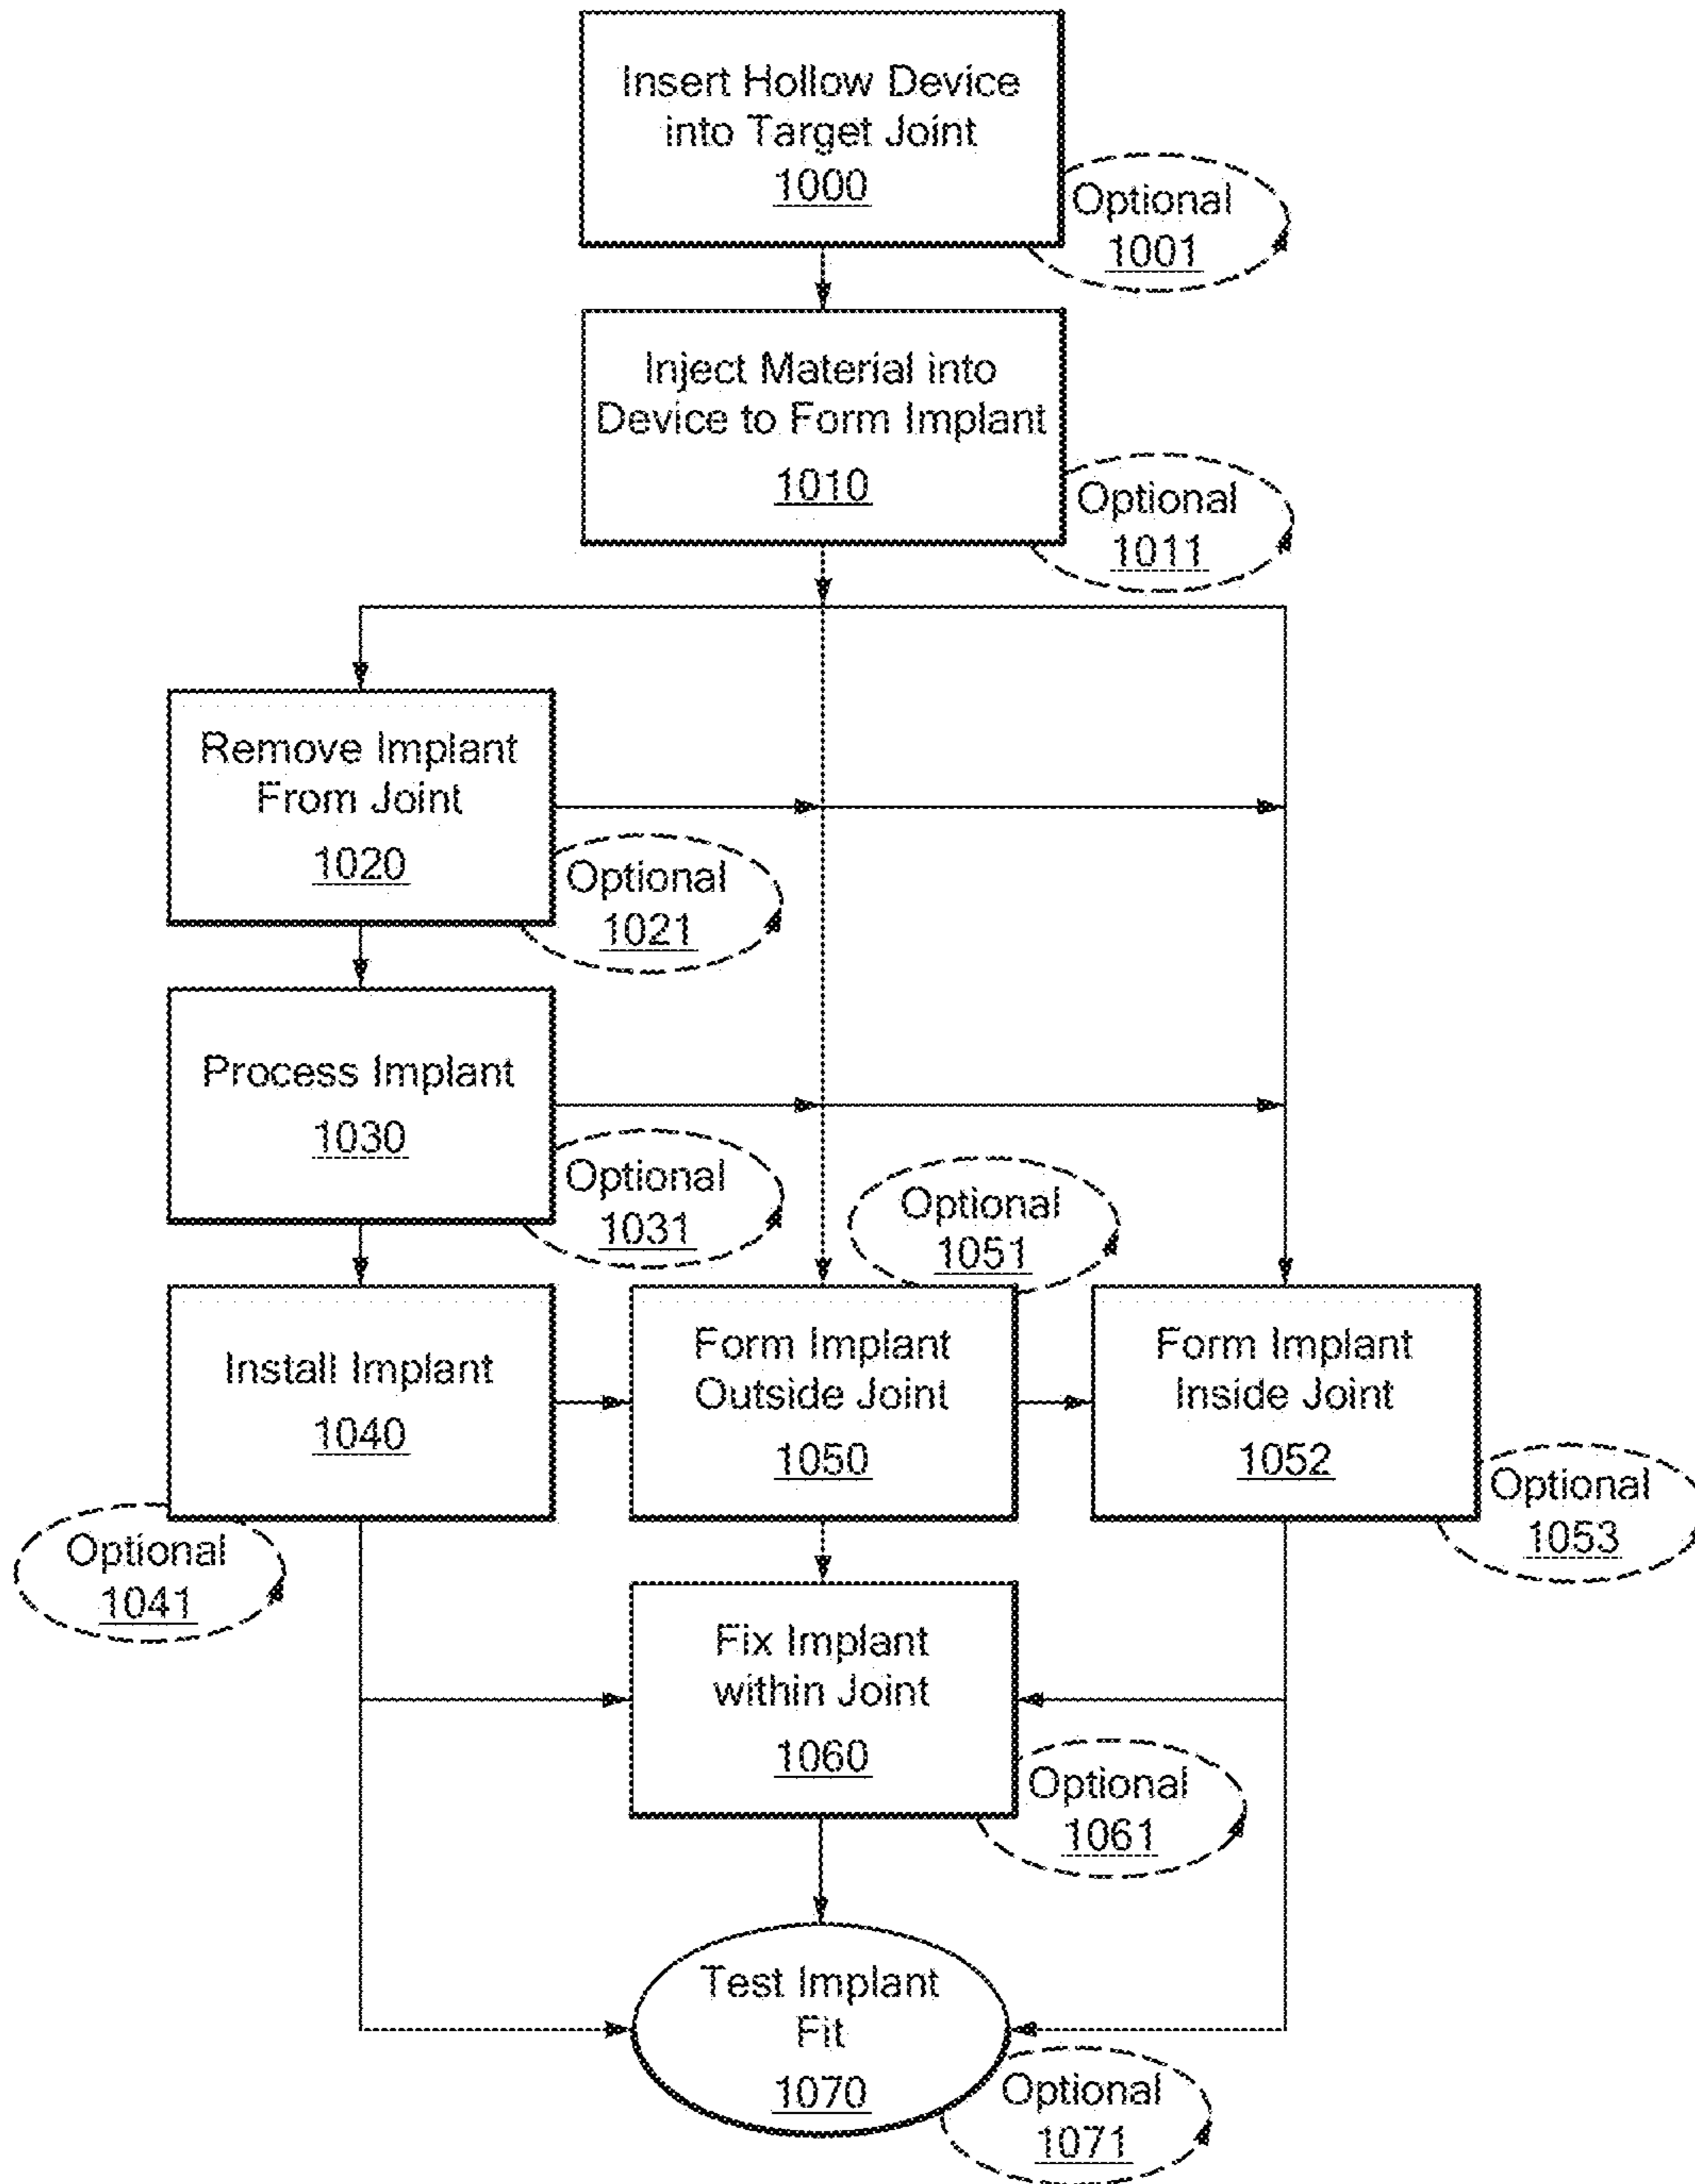 Insert Hollow Device
into Target Joint
1000
Optional
1001
Inject Material into
Device to Form Implant
1010
Optional
1011
Remove Implant
From Joint
1020
Optional
1021
Process Implant
1030
Optional
1031
Optional
1051
Install Implant
1040
Form Implant
Outside Joint
1050
Form Implant
Inside Joint
1052
Optional
1041
Optional
1053
Fix Implant
within Joint
1060
Optional
1061
Test Implant
Fit
1070
Optional
1071